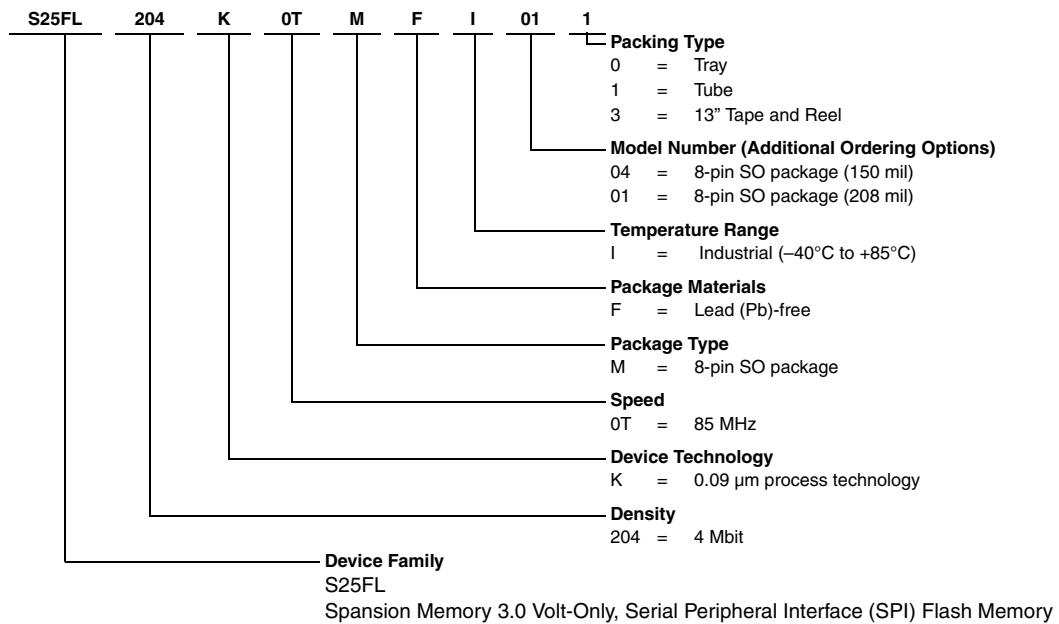 S25FL 204 K 0T M F I 01 1
Packing Type
0 = Tray
1 = Tube
3 = 13” Tape and Reel
Model Number (Additional Ordering Options)
04 = 8-pin SO package (150 mil)
01 = 8-pin SO package (208 mil)
Temperature Range
I = Industrial (–40°C to +85°C)
Package Materials
F = Lead (Pb)-free
Package Type
M = 8-pin SO package
Speed
0T = 85 MHz
Device Technology
K = 0.09 µm process technology
Density
204 = 4 Mbit
Device Family
S25FL
Spansion Memory 3.0 Volt-Only, Serial Peripheral Interface (SPI) Flash Memory